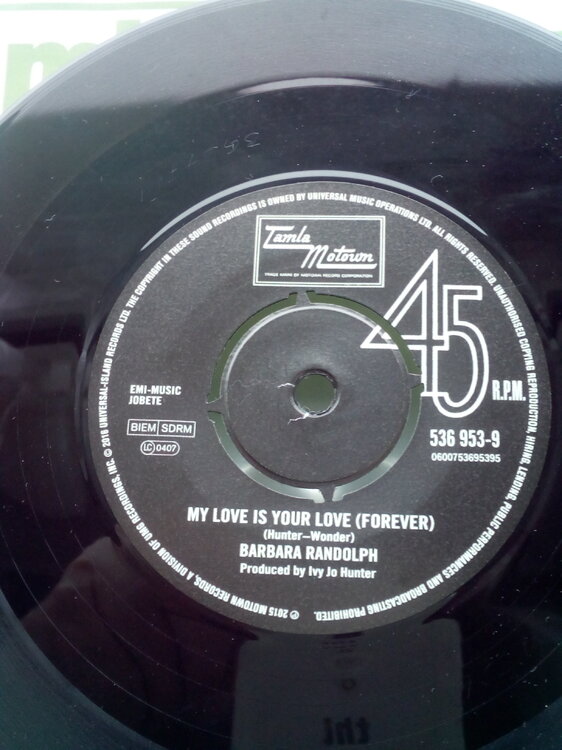 Tamla
Motown
TRADE MARK OF MOTOWN RECORD CORPORATION
45
R.P.M.
EMI-MUSIC
JOBETE
BIEM SDRM
LC 0407
536 953-9
0600753695395
MY LOVE IS YOUR LOVE (FOREVER)
(Hunter–Wonder)
BARBARA RANDOLPH
Produced by Ivy Jo Hunter
℗ 2015 MOTOWN RECORDS, A DIVISION OF UMG RECORDINGS, INC. © 2016 UNIVERSAL-ISLAND RECORDS LTD. THE COPYRIGHT IN THESE SOUND RECORDINGS IS OWNED BY UNIVERSAL MUSIC OPERATIONS LTD. ALL RIGHTS RESERVED. UNAUTHORISED COPYING REPRODUCTION, HIRING, LENDING, PUBLIC PERFORMANCES AND BROADCASTING PROHIBITED.